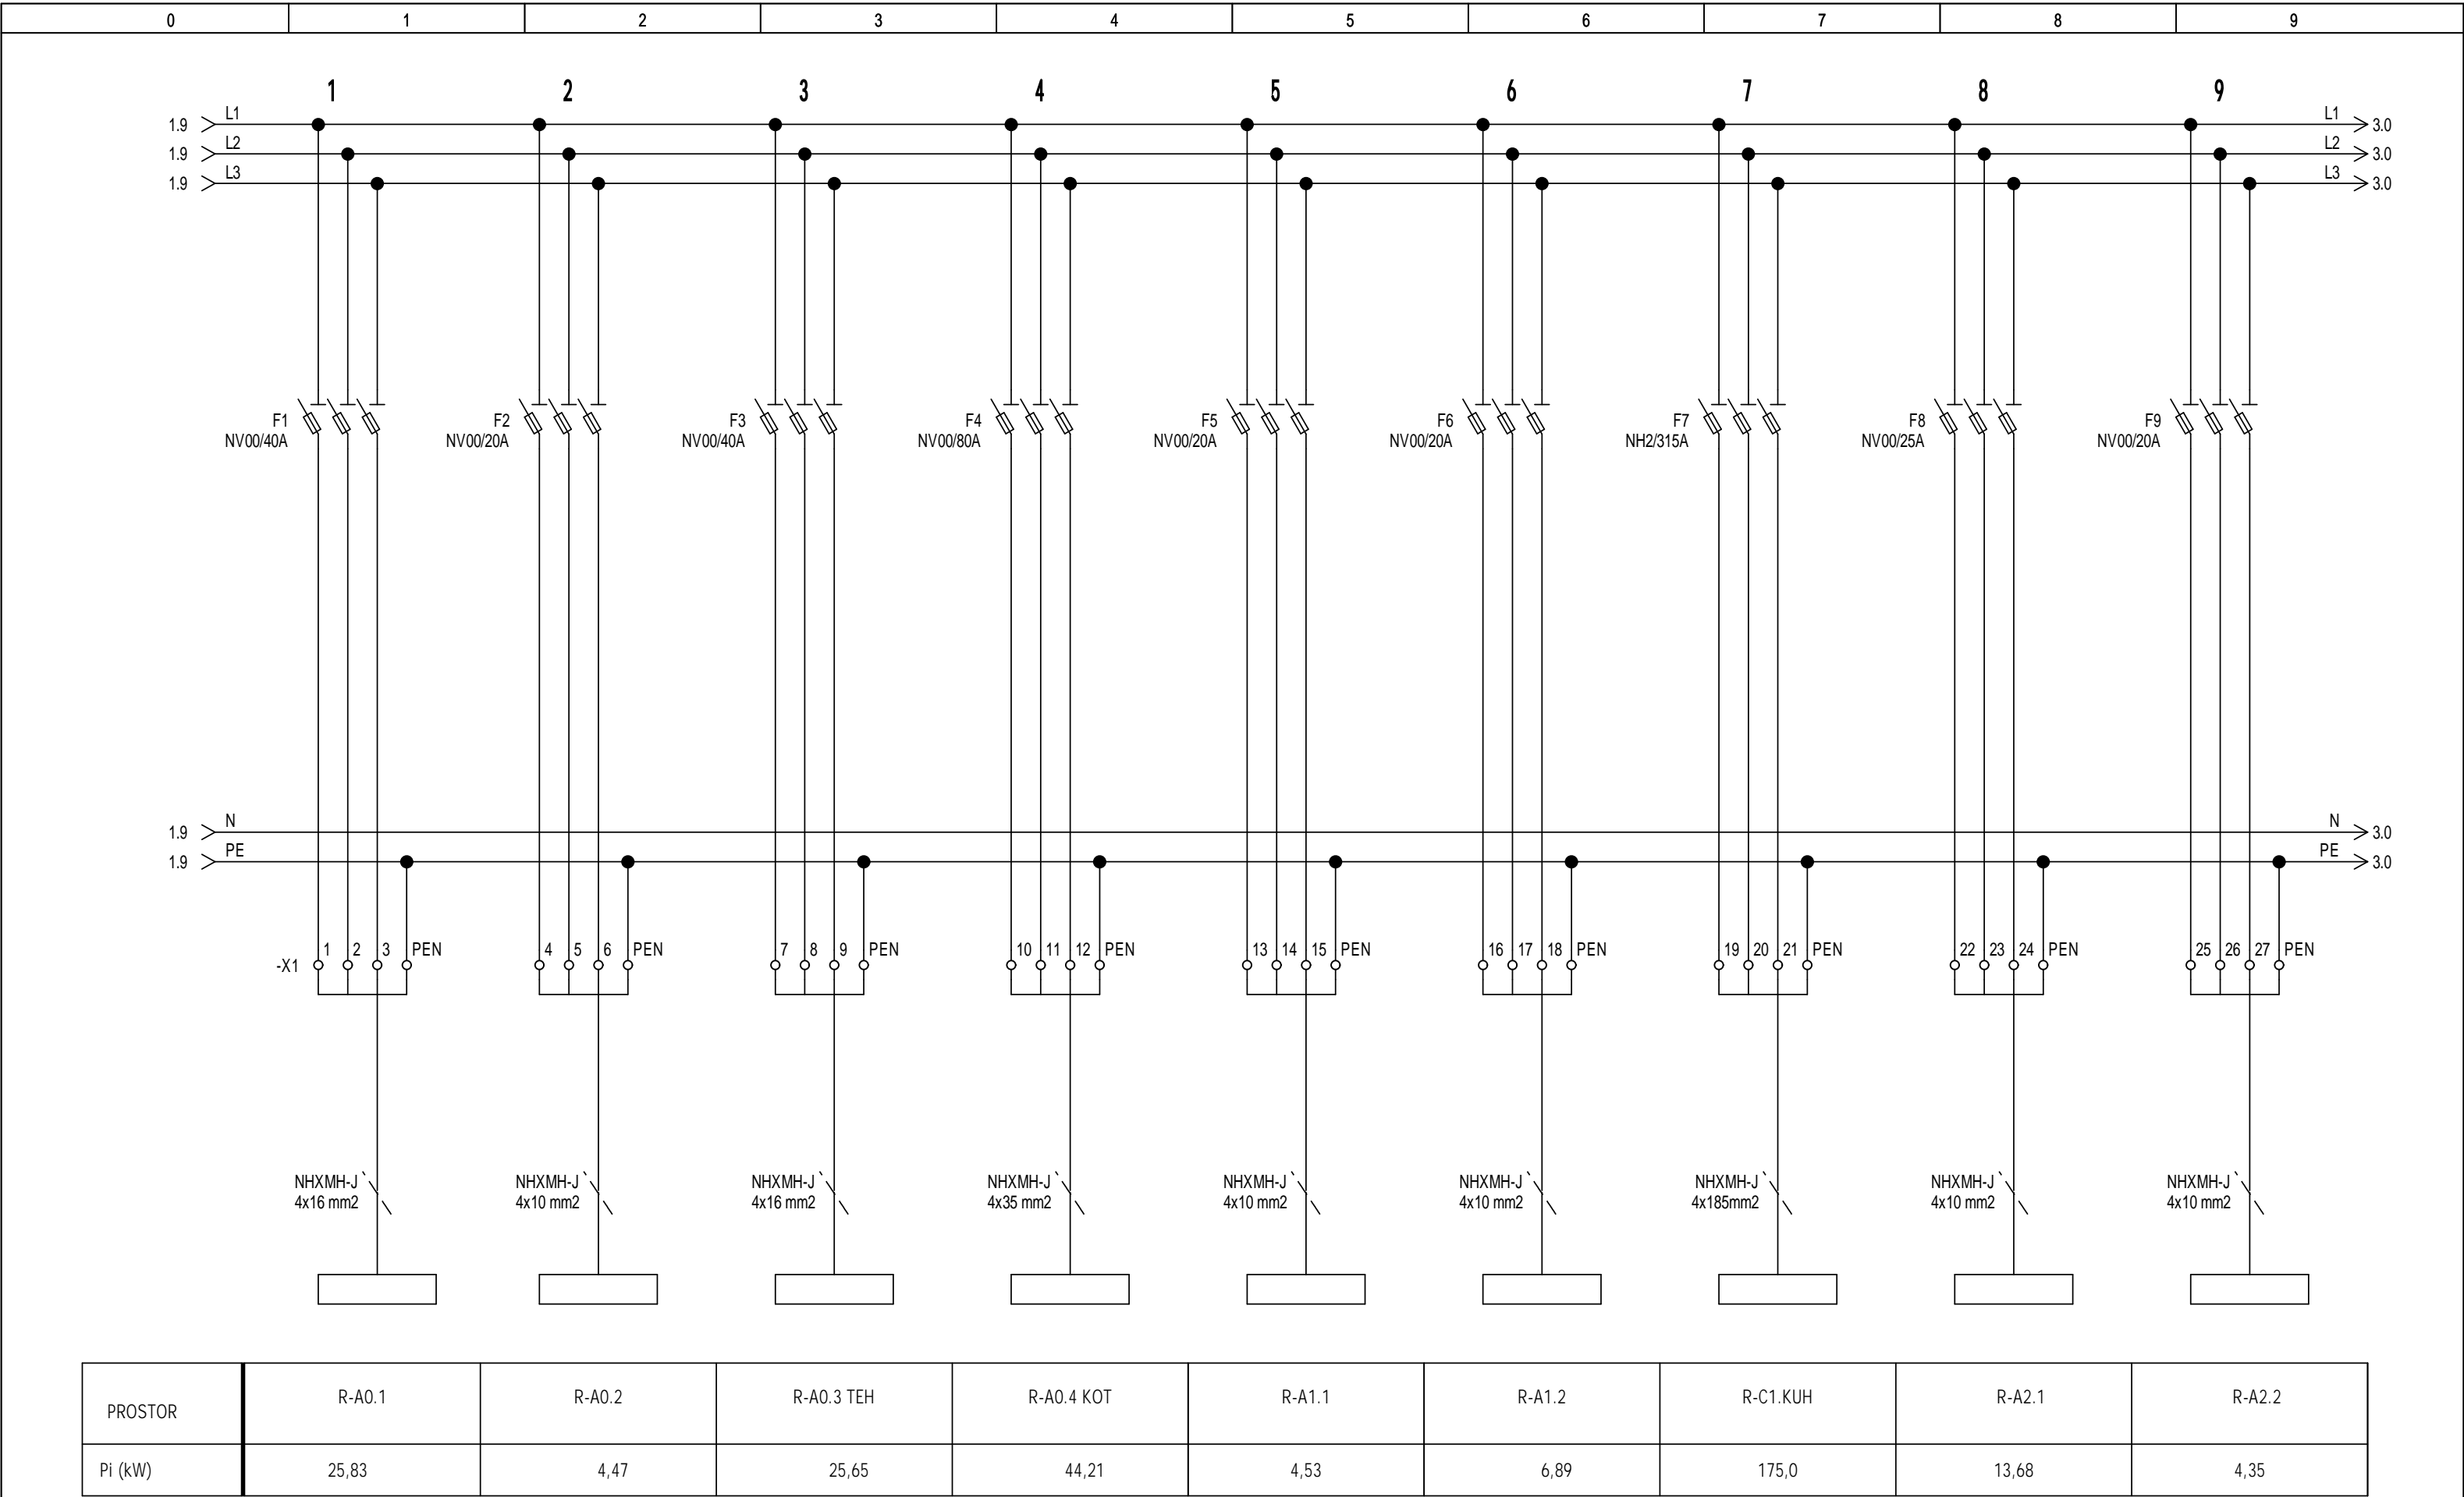 0 1 2 3 4 5 6 7 8 9
1 2 3 4 5 6 7 8 9
1.9 L1 L1 3.0
1.9 L2 L2 3.0
1.9 L3 L3 3.0
F1 F2 F3 F4 F5 F6 F7 F8 F9
NV00/40A NV00/20A NV00/40A NV00/80A NV00/20A NV00/20A NH2/315A NV00/25A NV00/20A
1.9 N N 3.0
1.9 PE PE 3.0
-X1 1 2 3 PEN 4 5 6 PEN 7 8 9 PEN 10 11 12 PEN 13 14 15 PEN 16 17 18 PEN 19 20 21 PEN 22 23 24 PEN 25 26 27 PEN
NHXMH-J NHXMH-J NHXMH-J NHXMH-J NHXMH-J NHXMH-J NHXMH-J NHXMH-J NHXMH-J
4x16 mm2 4x10 mm2 4x16 mm2 4x35 mm2 4x10 mm2 4x10 mm2 4x185mm2 4x10 mm2 4x10 mm2
PROSTOR R-A0.1 R-A0.2 R-A0.3 TEH R-A0.4 KOT R-A1.1 R-A1.2 R-C1.KUH R-A2.1 R-A2.2
Pi (kW) 25,83 4,47 25,65 44,21 4,53 6,89 175,0 13,68 4,35